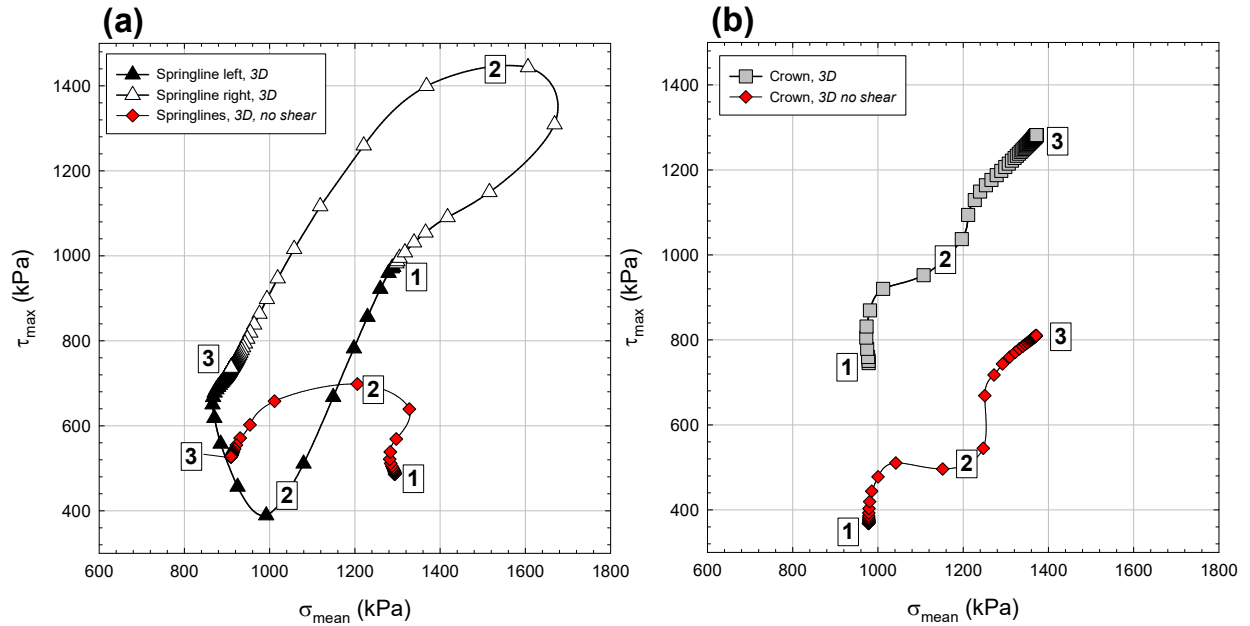 (a)
τmax (kPa)
1400
1200
1000
800
600
400
Springline left, 3D
Springline right, 3D
Springlines, 3D, no shear
2
1
3
2
3
1
2
600 800 1000 1200 1400 1600 1800
σmean (kPa)
(b)
τmax (kPa)
1400
1200
1000
800
600
400
Crown, 3D
Crown, 3D no shear
3
2
1
3
2
1
600 800 1000 1200 1400 1600 1800
σmean (kPa)